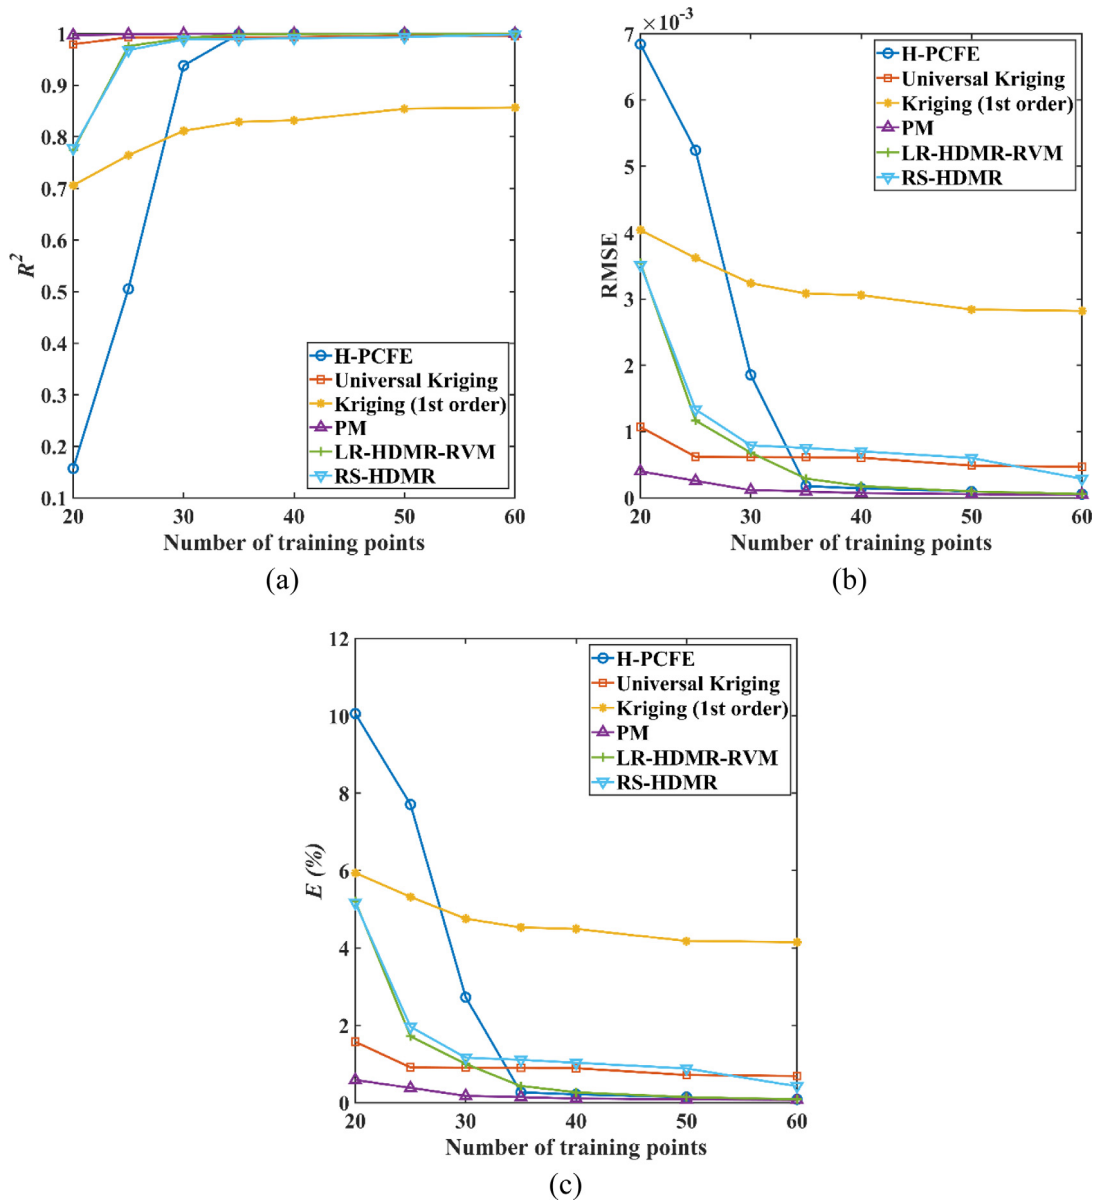 1
0.9
0.8
0.7
0.6
0.5
0.4
0.3
0.2
0.1
R²
20 30 40 50 60
Number of training points
H-PCFE
Universal Kriging
Kriging (1st order)
PM
LR-HDMR-RVM
RS-HDMR
(a)
×10⁻³
7
6
5
4
3
2
1
0
RMSE
20 30 40 50 60
Number of training points
H-PCFE
Universal Kriging
Kriging (1st order)
PM
LR-HDMR-RVM
RS-HDMR
(b)
12
10
8
6
4
2
0
E (%)
20 30 40 50 60
Number of training points
H-PCFE
Universal Kriging
Kriging (1st order)
PM
LR-HDMR-RVM
RS-HDMR
(c)